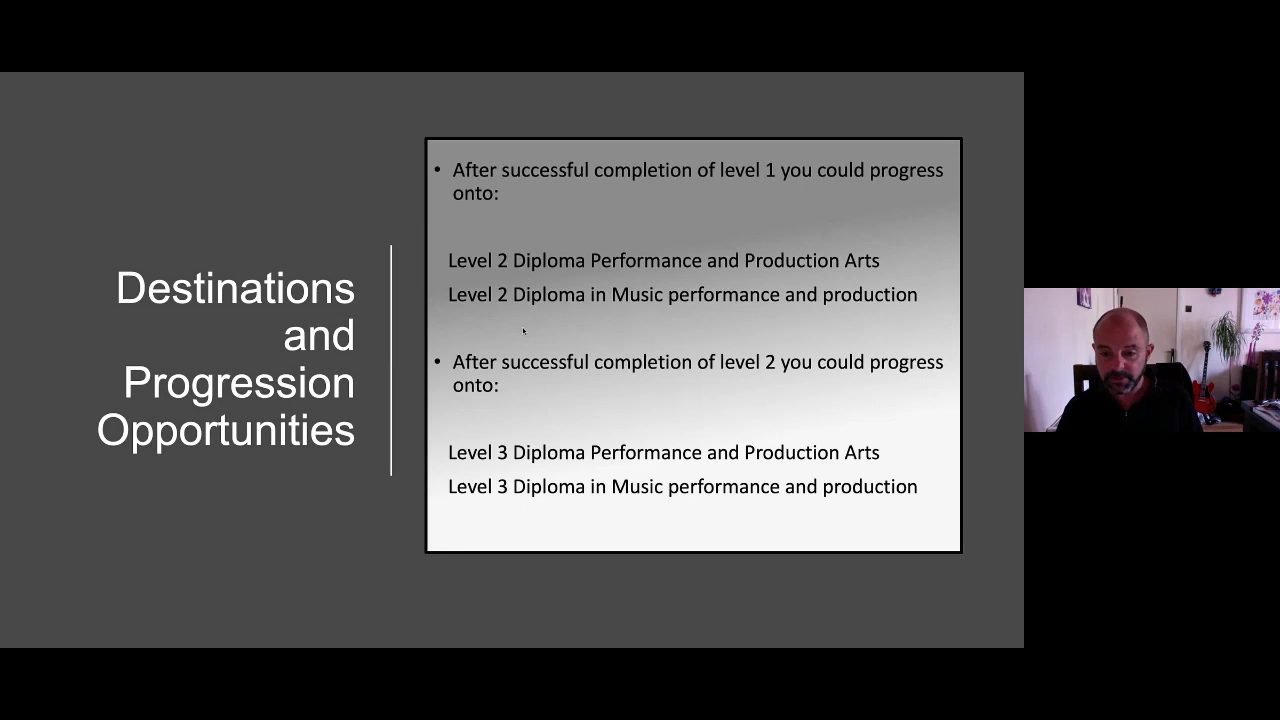 Destinations
and
Progression
Opportunities
• After successful completion of level 1 you could progress
onto:
Level 2 Diploma Performance and Production Arts
Level 2 Diploma in Music performance and production
• After successful completion of level 2 you could progress
onto:
Level 3 Diploma Performance and Production Arts
Level 3 Diploma in Music performance and production